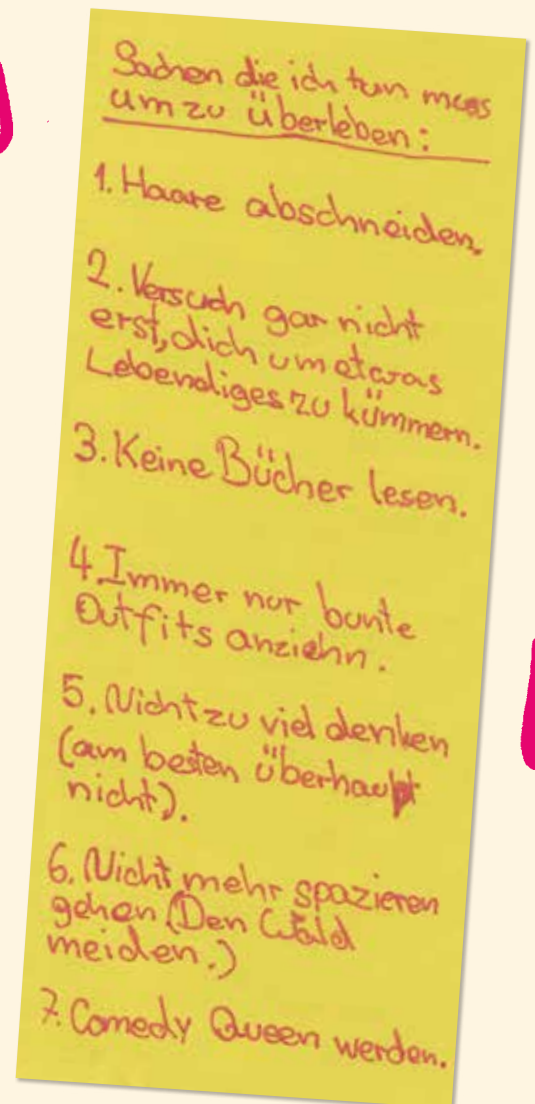 Sachen die ich tun muss
um zu überleben:
1. Haare abschneiden.
2. Versuch gar nicht
erst, dich um etwas
Lebendiges zu kümmern.
3. Keine Bücher lesen.
4. Immer nur bunte
Outfits anziehn.
5. Nicht zu viel denken
(am besten überhaupt
nicht).
6. Nicht mehr spazieren
gehen (Den Wald
meiden.)
7. Comedy Queen werden.